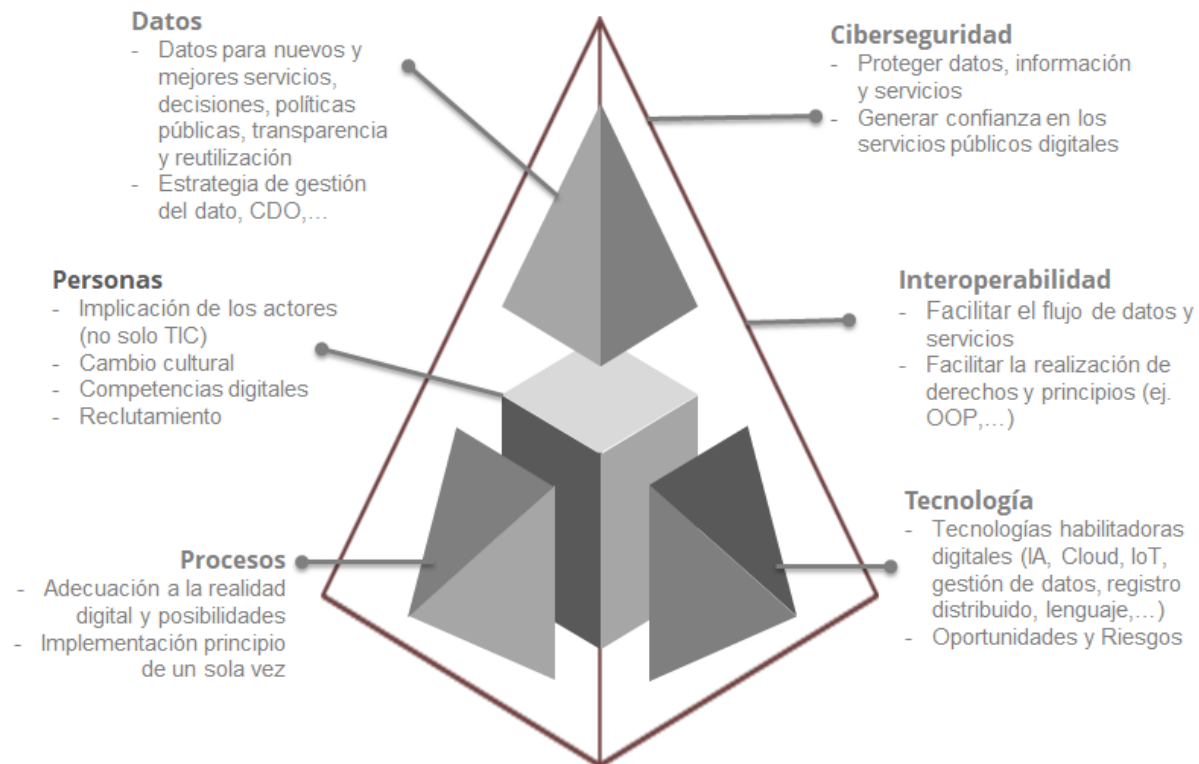 Datos
- Datos para nuevos y
mejores servicios,
decisiones, políticas
públicas, transparencia
y reutilización
- Estrategia de gestión
del dato, CDO,...
Ciberseguridad
- Proteger datos, información
y servicios
- Generar confianza en los
servicios públicos digitales
Personas
- Implicación de los actores
(no solo TIC)
- Cambio cultural
- Competencias digitales
- Reclutamiento
Interoperabilidad
- Facilitar el flujo de datos y
servicios
- Facilitar la realización de
derechos y principios (ej.
OOP,...)
Procesos
- Adecuación a la realidad
digital y posibilidades
- Implementación principio
de un sola vez
Tecnología
- Tecnologías habilitadoras
digitales (IA, Cloud, IoT,
gestión de datos, registro
distribuido, lenguaje,...)
- Oportunidades y Riesgos